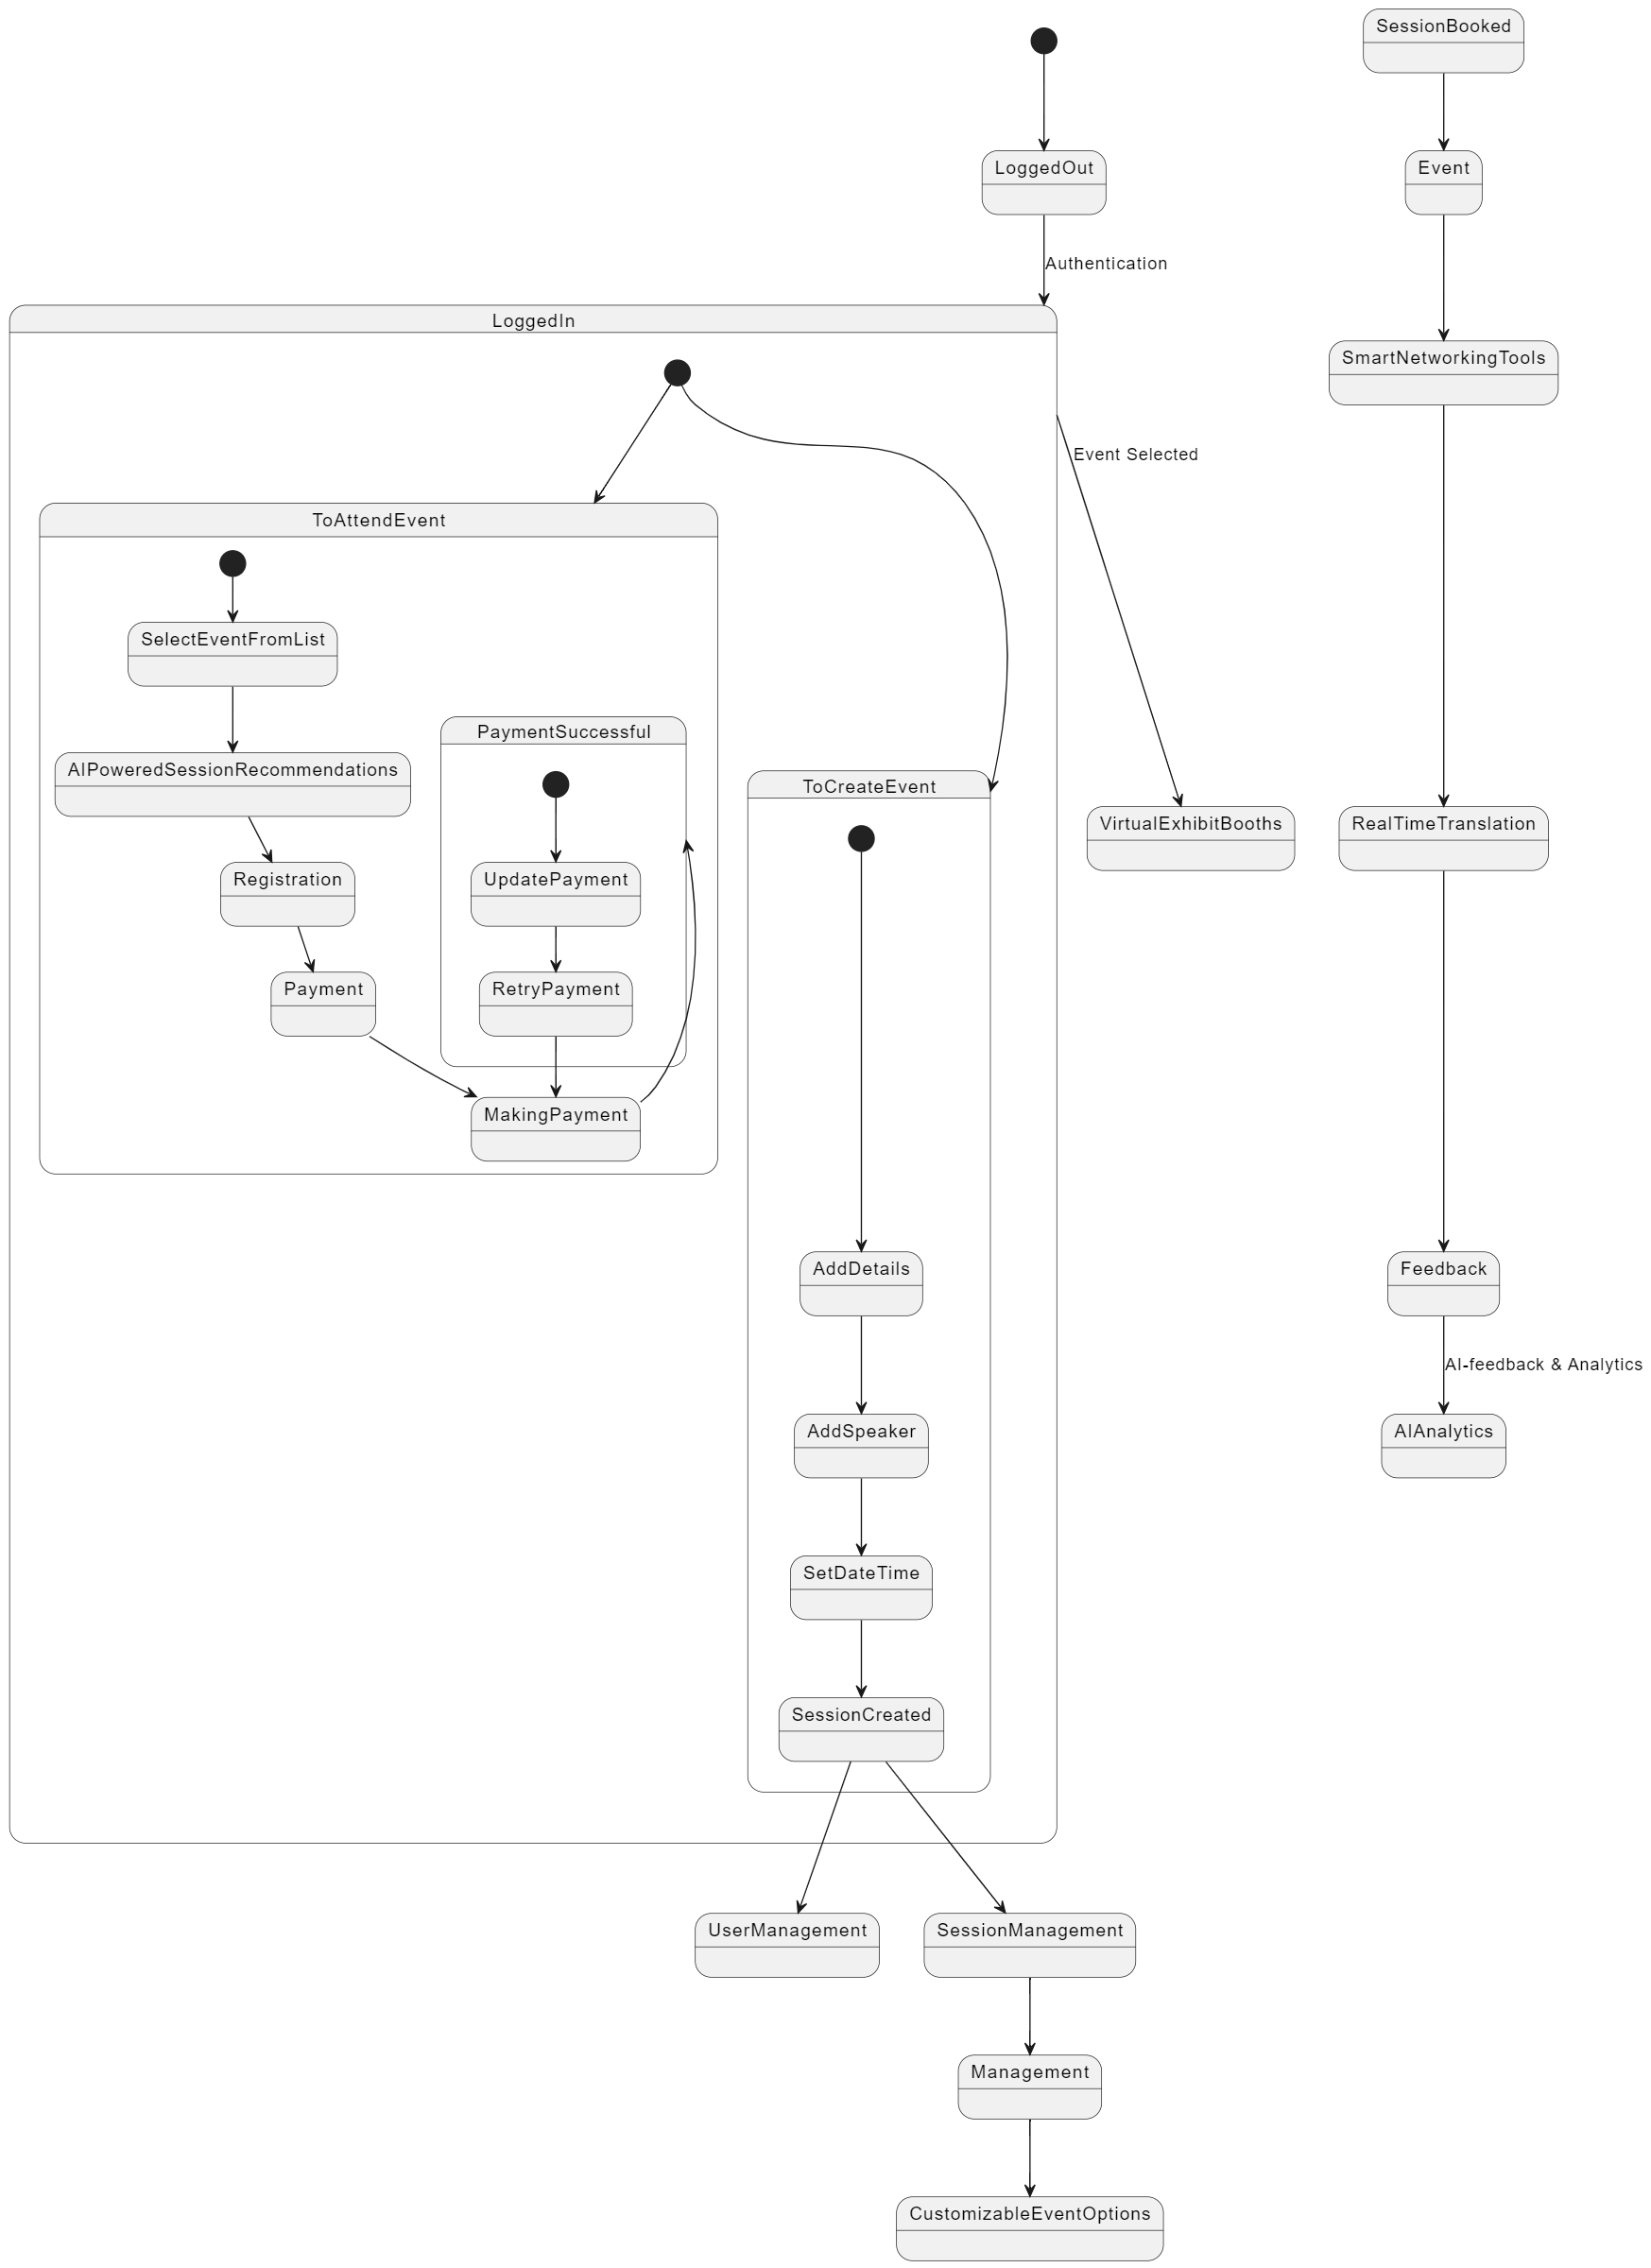 SessionBooked
LoggedOut
Event
Authentication
LoggedIn
SmartNetworkingTools
Event Selected
ToAttendEvent
SelectEventFromList
PaymentSuccessful
AIPoweredSessionRecommendations
ToCreateEvent
VirtualExhibitBooths
RealTimeTranslation
Registration
UpdatePayment
Payment
RetryPayment
MakingPayment
AddDetails
Feedback
AI-feedback & Analytics
AddSpeaker
AIAnalytics
SetDateTime
SessionCreated
UserManagement
SessionManagement
Management
CustomizableEventOptions